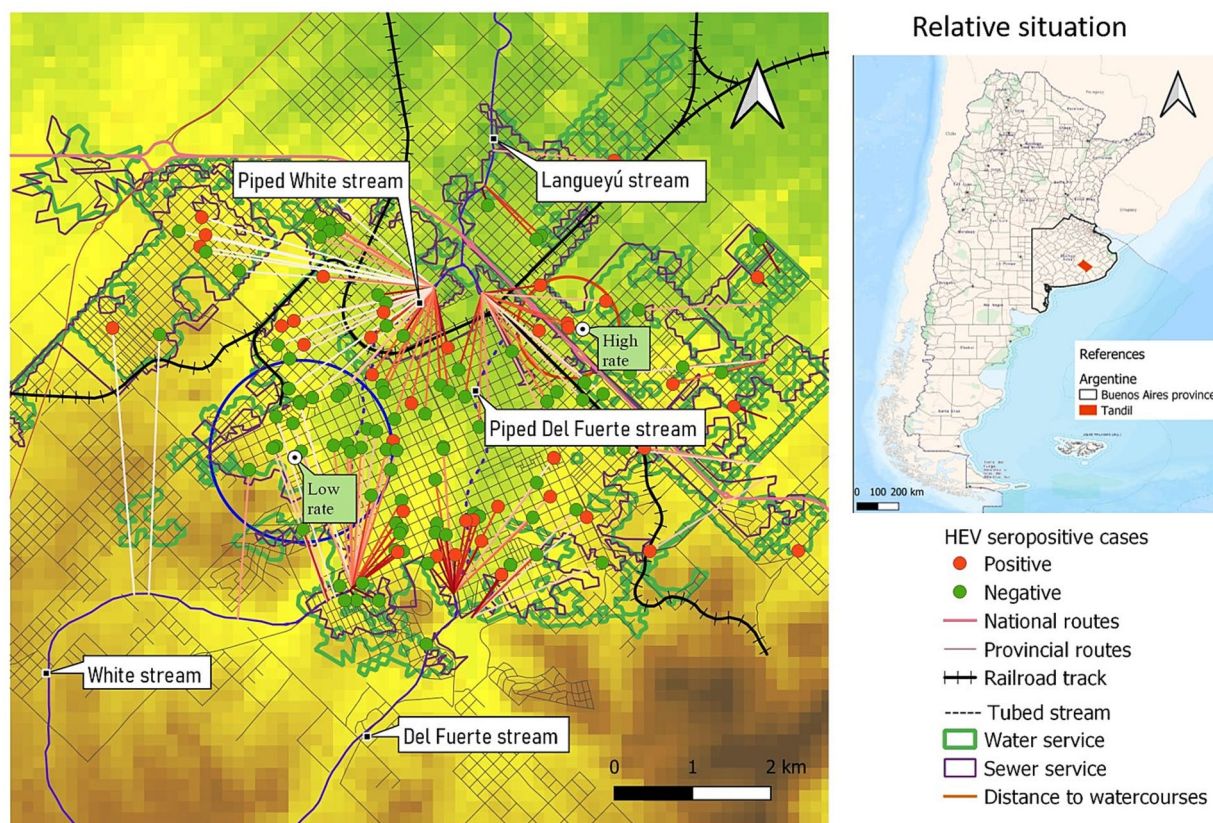 Relative situation
Piped White stream
Langueyú stream
High
rate
Piped Del Fuerte stream
Low
rate
White stream
Del Fuerte stream
0 1 2 km
References
Argentine
Buenos Aires province
Tandil
0 100 200 km
HEV seropositive cases
Positive
Negative
National routes
Provincial routes
Railroad track
Tubed stream
Water service
Sewer service
Distance to watercourses